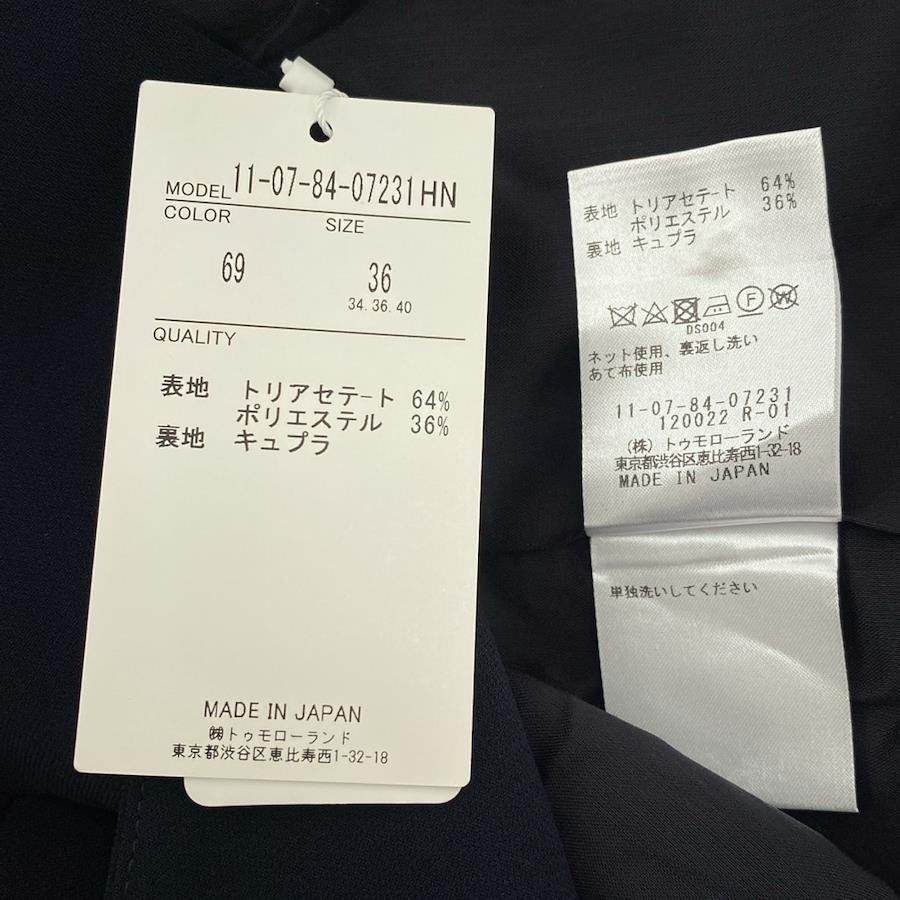 MODEL 11-07-84-07231HN
COLOR SIZE
69 36
34. 36. 40
QUALITY
表地 トリアセテ-ト 64%
ポリエステル 36%
裏地 キュプラ
MADE IN JAPAN
㈱トゥモローランド
東京都渋谷区恵比寿西1-32-18
表地 トリアセテ-ト 64%
ポリエステル 36%
裏地 キュプラ
F W
DS004
ネット使用、裏返し洗い
あて布使用
11-07-84-07231
120022 R-01
(株) トゥモローランド
東京都渋谷区恵比寿西1-32-18
MADE IN JAPAN
単独洗いしてください